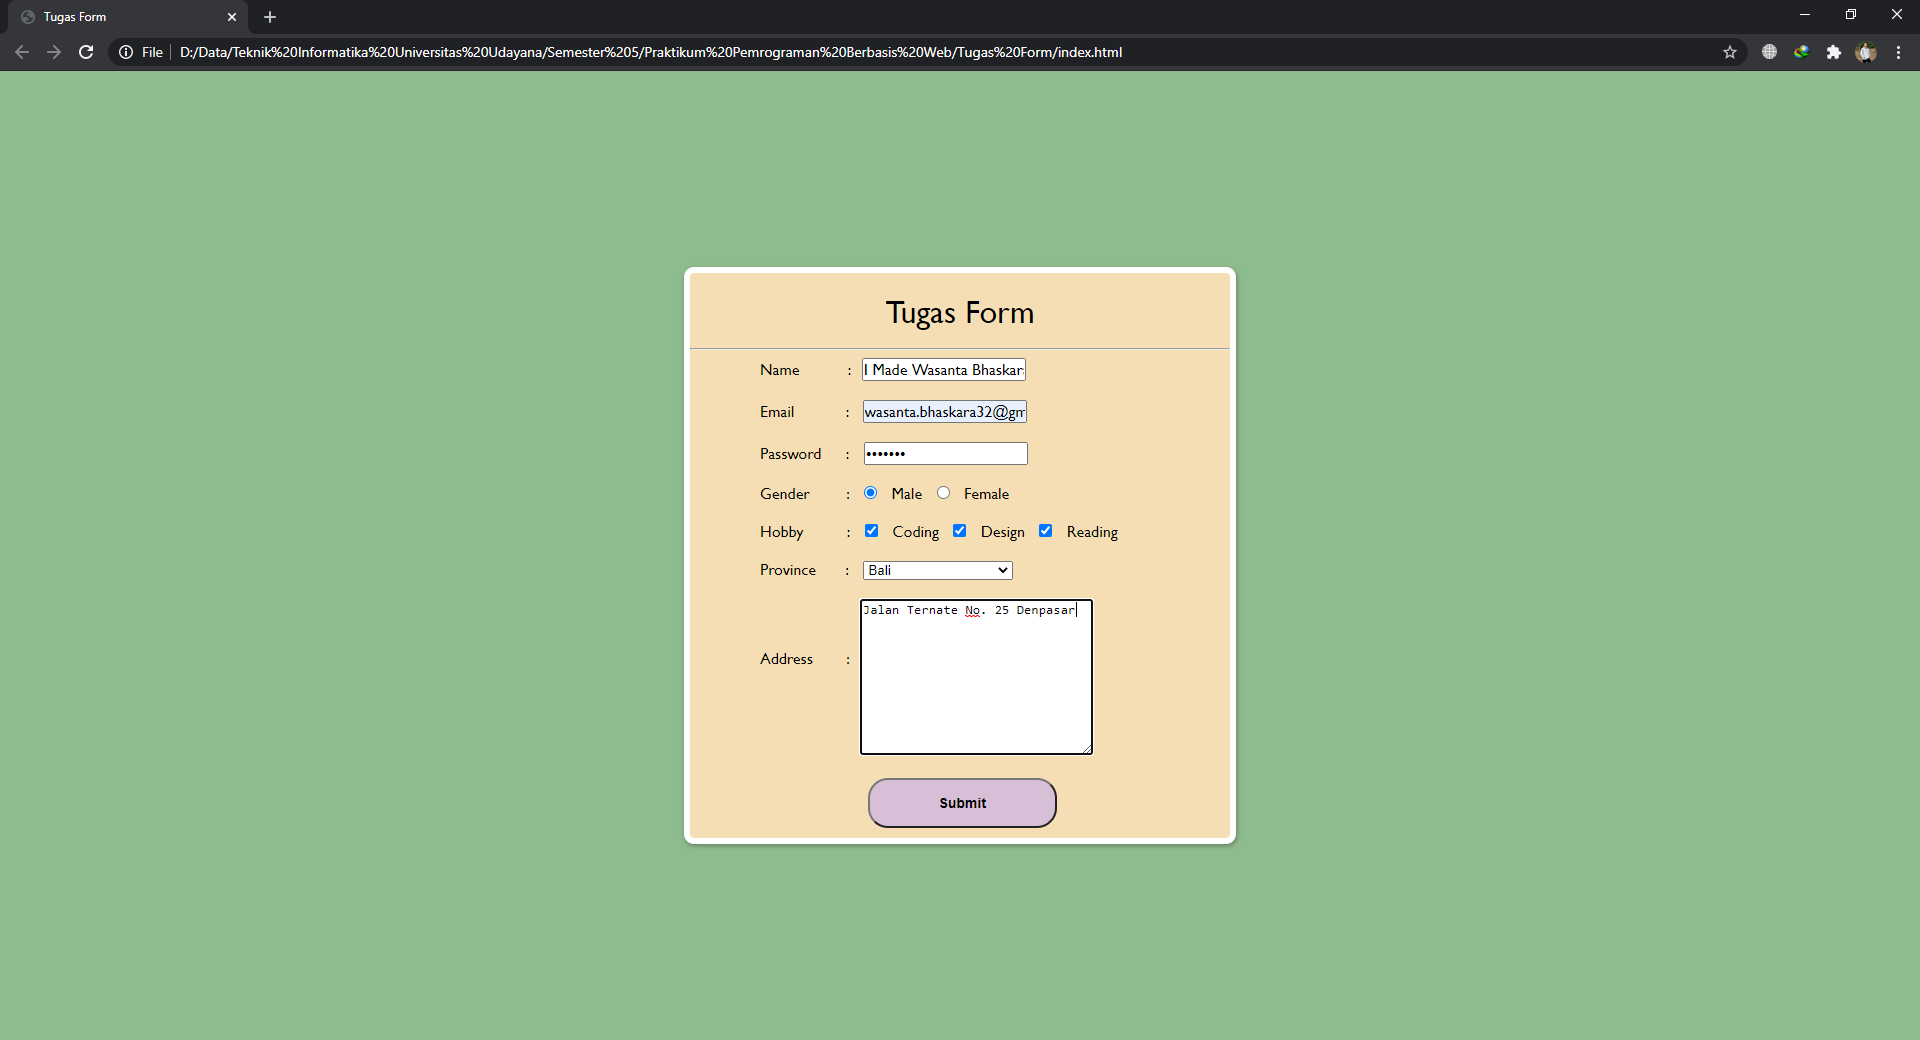 Tugas Form
File D:/Data/Teknik%20Informatika%20Universitas%20Udayana/Semester%205/Praktikum%20Pemrograman%20Berbasis%20Web/Tugas%20Form/index.html
Tugas Form
Name : I Made Wasanta Bhaskar
Email : wasanta.bhaskara32@gm
Password : •••••••
Gender : Male Female
Hobby : Coding Design Reading
Province : Bali
Address : Jalan Ternate No. 25 Denpasar
Submit